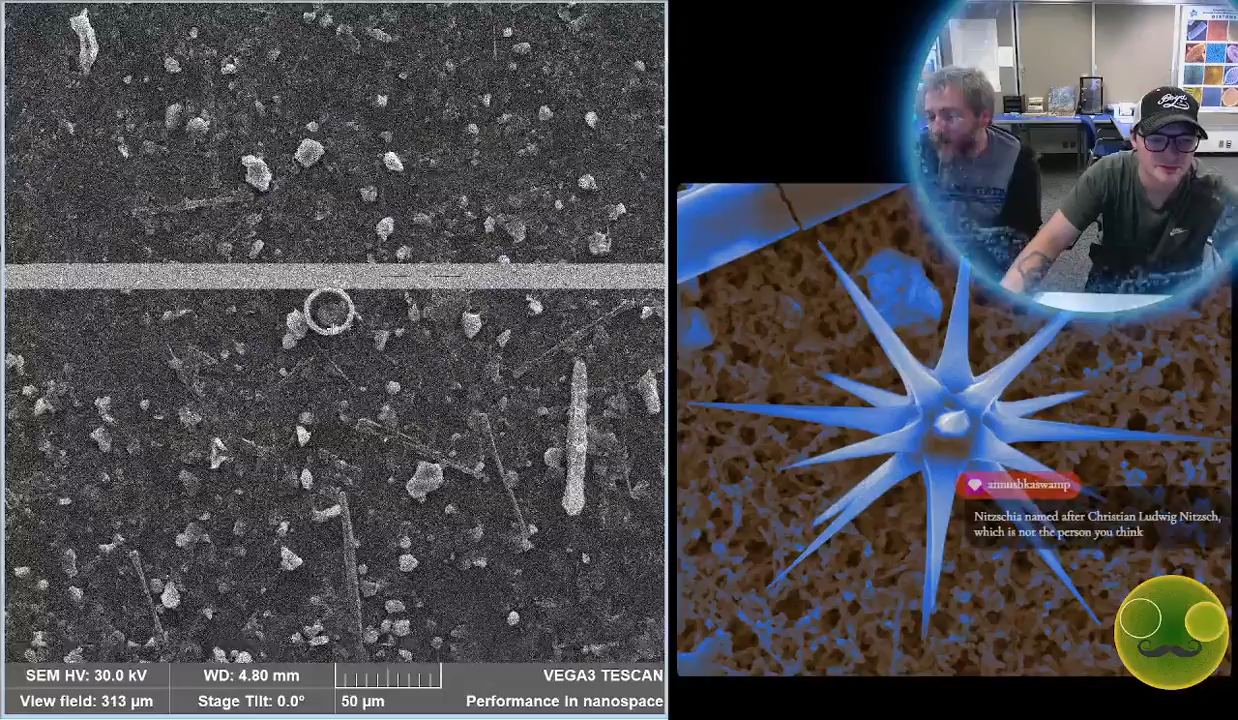 SEM HV: 30.0 kV
WD: 4.80 mm
VEGA3 TESCAN
View field: 313 µm
Stage Tilt: 0.0°
50 µm
Performance in nanospace
annushkaswamp
Nitzschia named after Christian Ludwig Nitzsch,
which is not the person you think